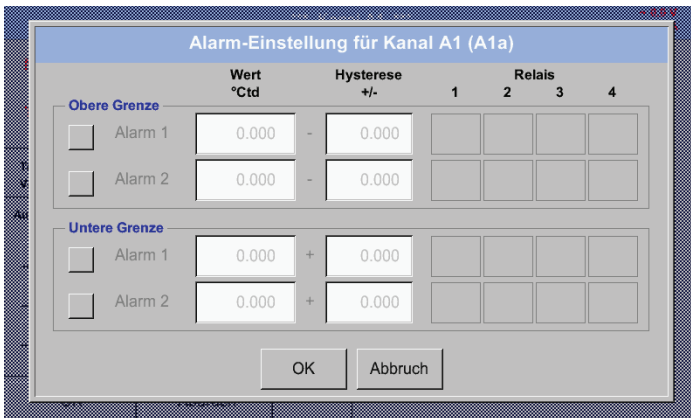 *** Kanal A1 ***
Alarm-Einstellung für Kanal A1 (A1a)
Wert Hysterese Relais
°Ctd +/- 1 2 3 4
Obere Grenze
Alarm 1 0.000 - 0.000
Alarm 2 0.000 - 0.000
Untere Grenze
Alarm 1 0.000 + 0.000
Alarm 2 0.000 + 0.000
OK Abbruch